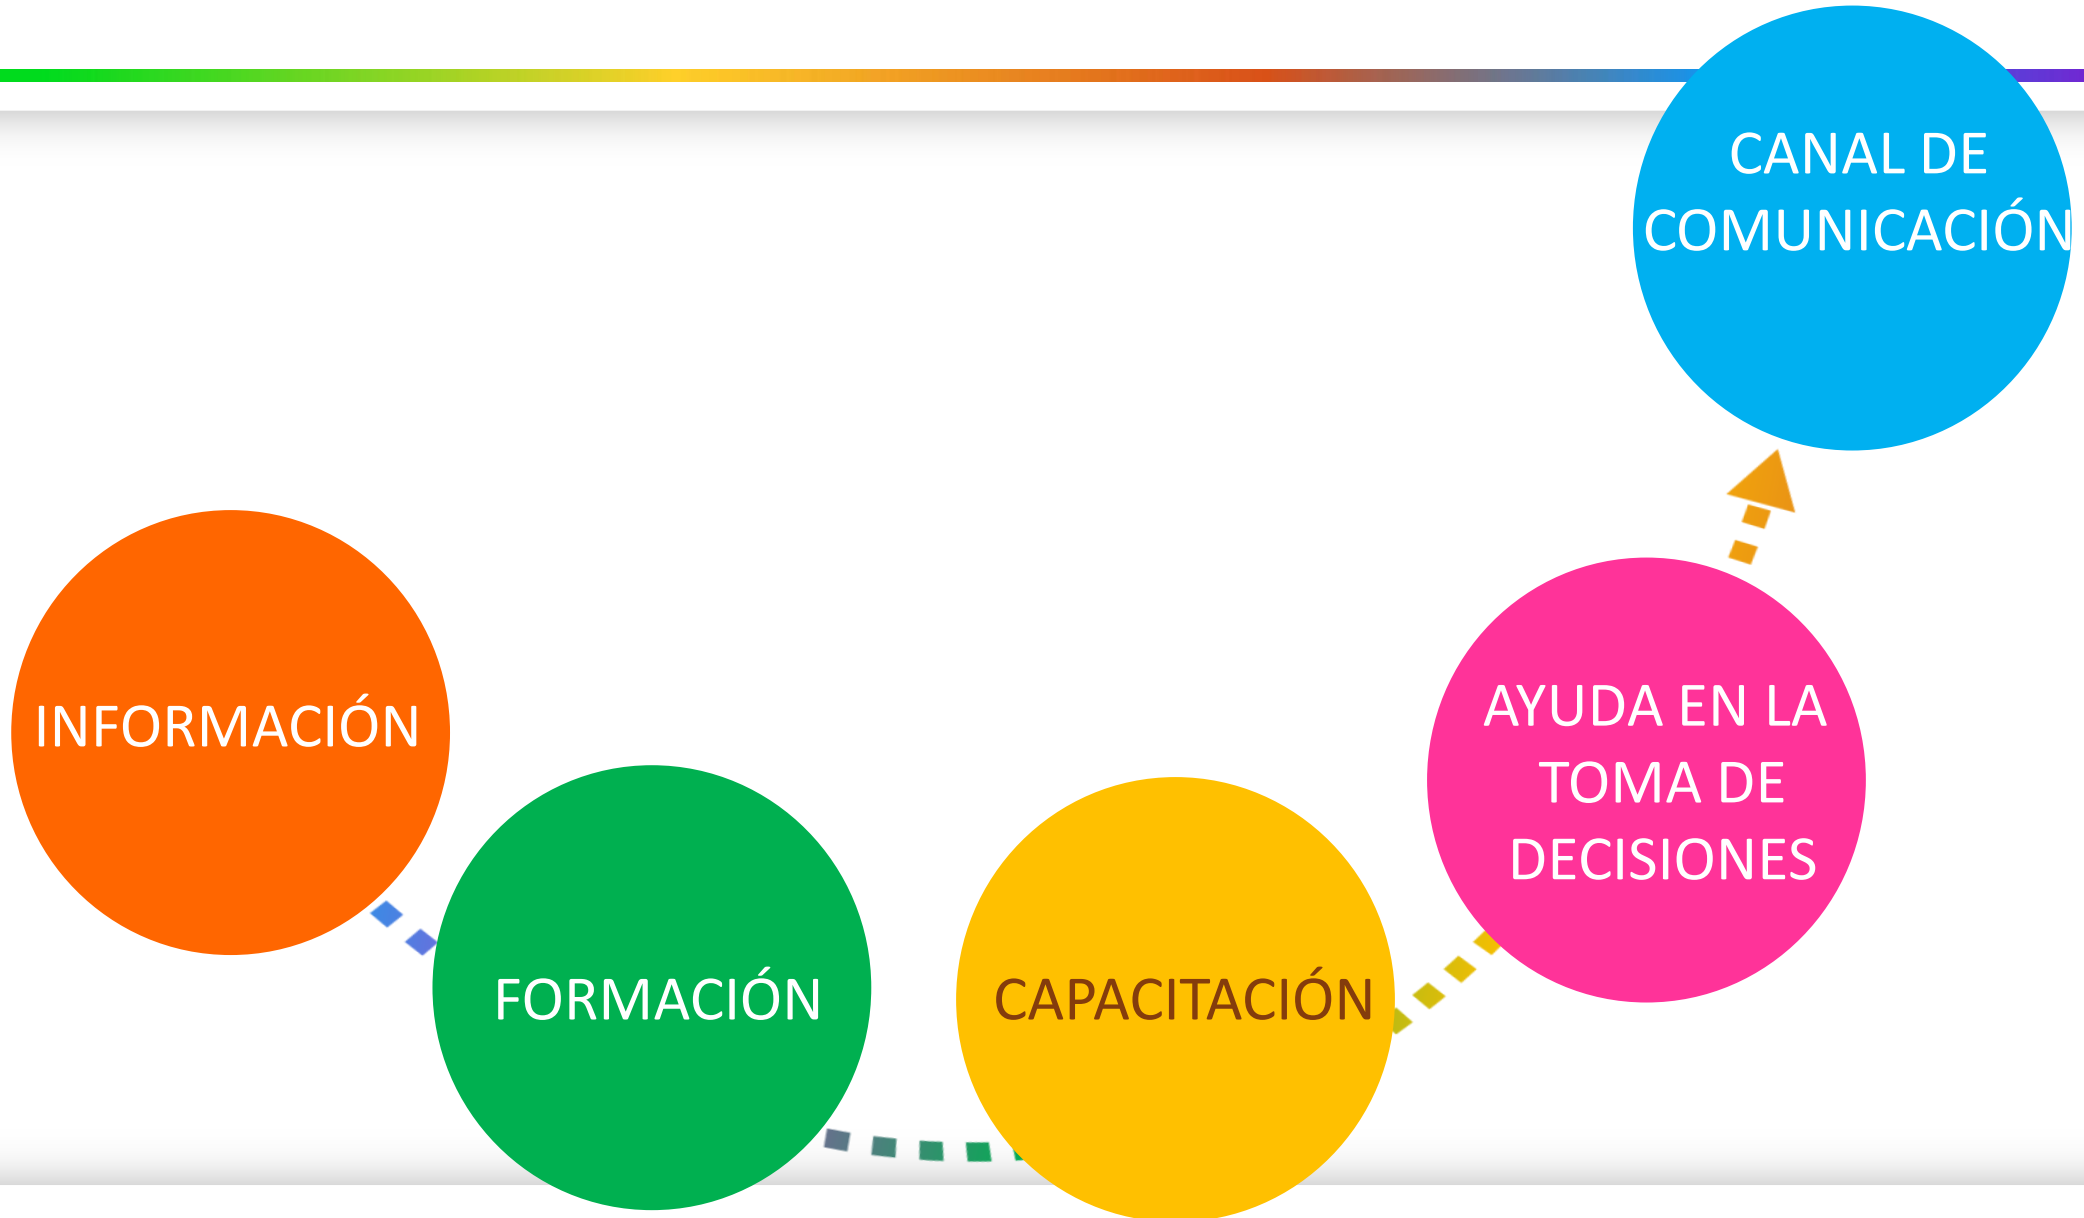 INFORMACIÓN
FORMACIÓN
CAPACITACIÓN
AYUDA EN LA
TOMA DE
DECISIONES
CANAL DE
COMUNICACIÓN